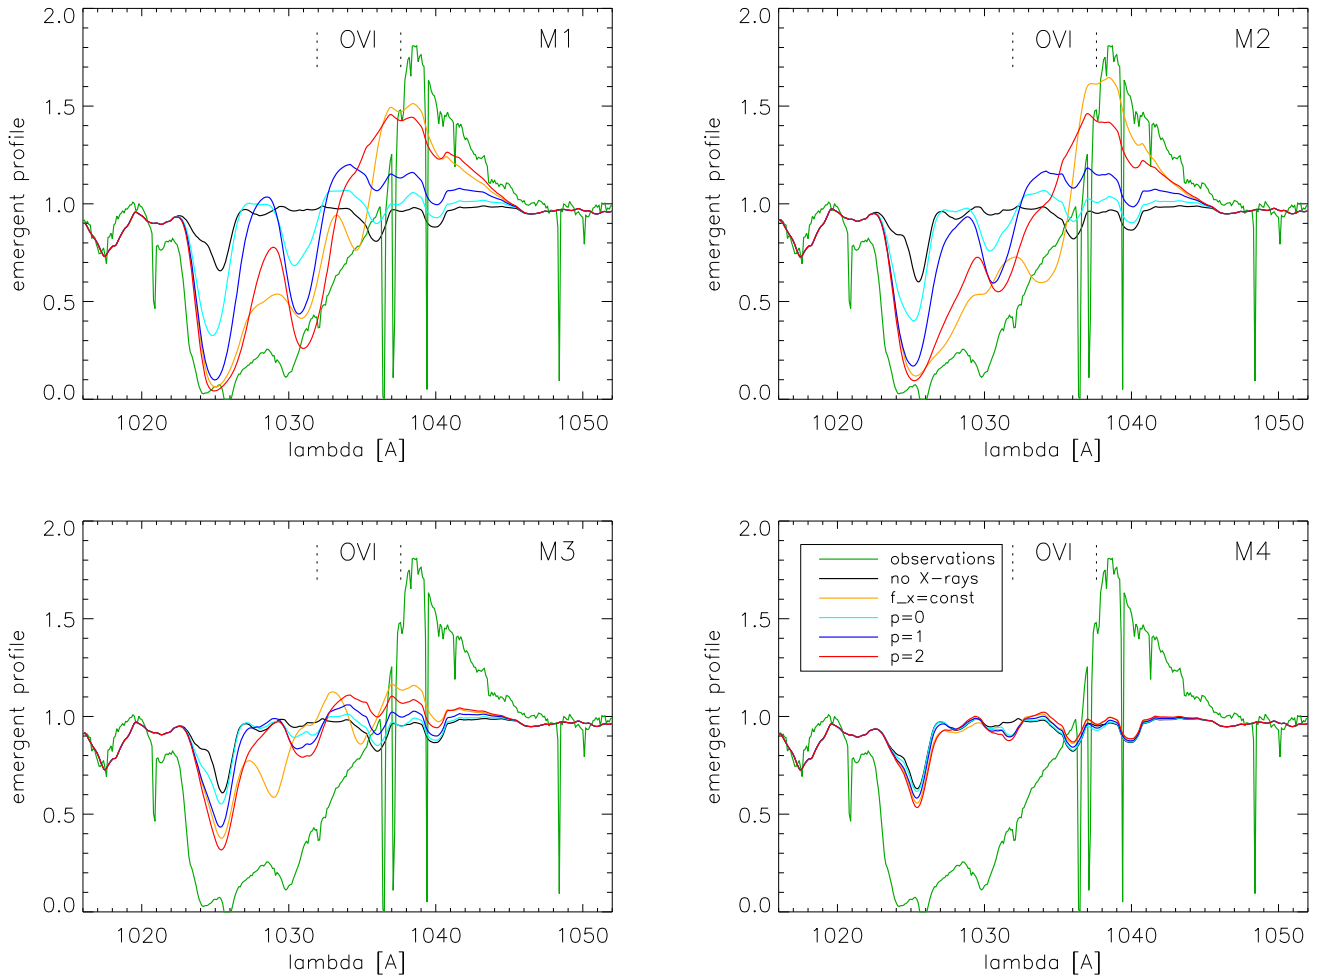 2.0
1.5
1.0
0.5
0.0
emergent profile
OVI
M1
1020
1030
1040
1050
lambda [A]
2.0
1.5
1.0
0.5
0.0
emergent profile
OVI
M2
1020
1030
1040
1050
lambda [A]
2.0
1.5
1.0
0.5
0.0
emergent profile
OVI
M3
1020
1030
1040
1050
lambda [A]
2.0
1.5
1.0
0.5
0.0
emergent profile
OVI
M4
observations
no X-rays
f_x=const
p=0
p=1
p=2
1020
1030
1040
1050
lambda [A]